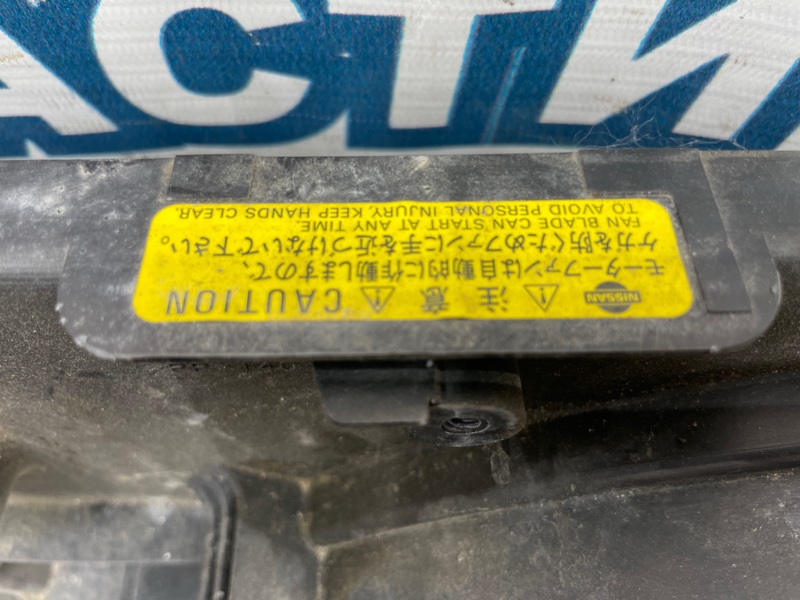 АСТИ
NISSAN
⚠ 注意 ⚠ CAUTION
モーターファンは自動的に作動しますので、
ケガを防ぐためファンに手を近づけないで下さい。
FAN BLADE CAN START AT ANY TIME.
TO AVOID PERSONAL INJURY, KEEP HANDS CLEAR.